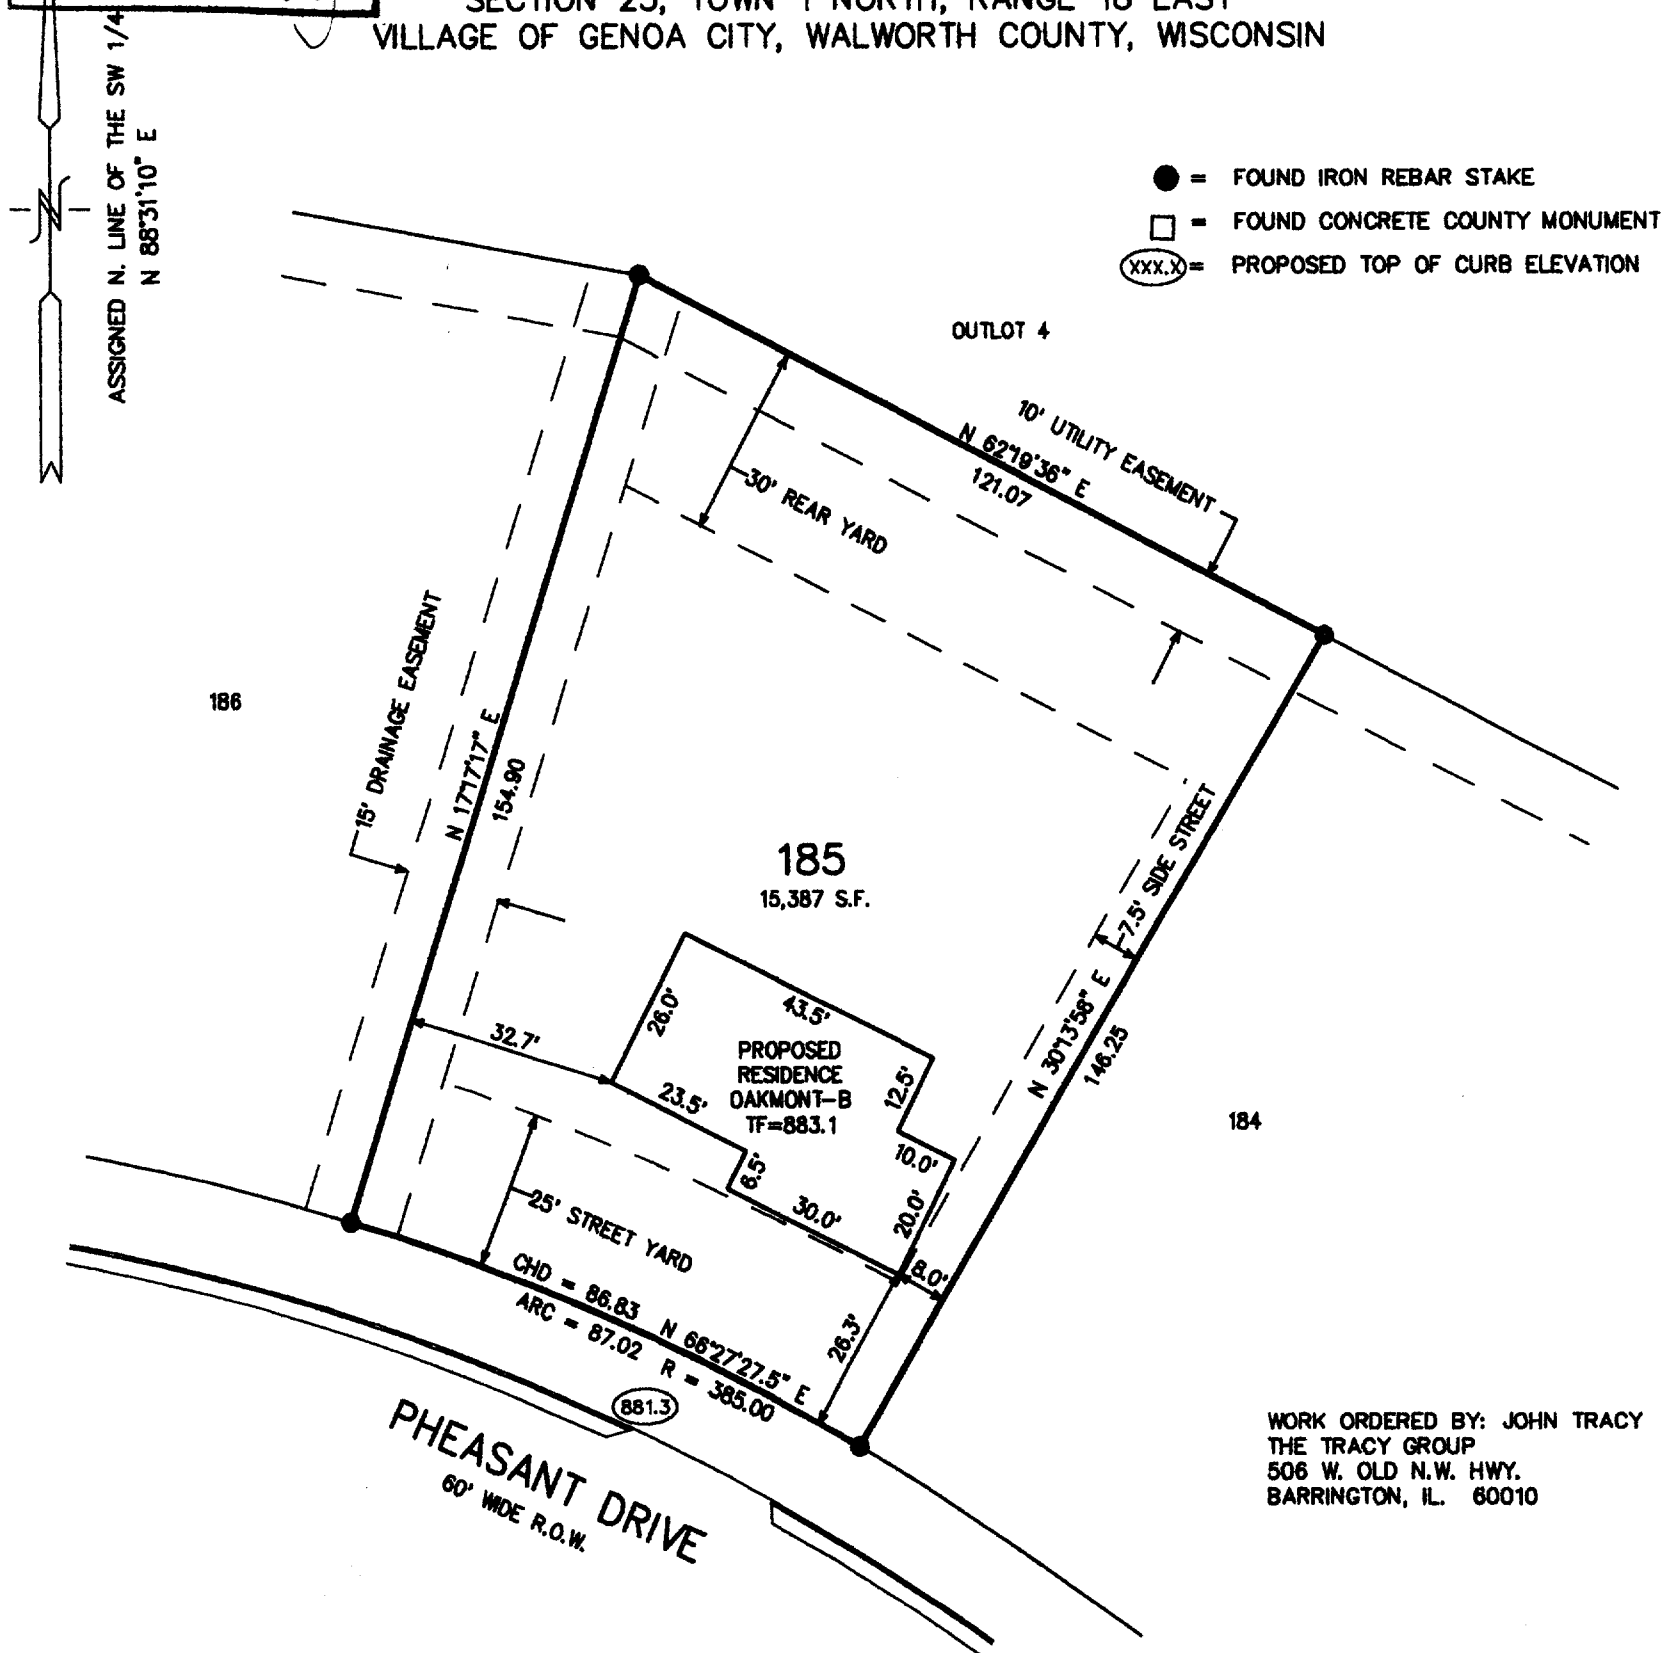 SECTION 25, TOWN 1 NORTH, RANGE 18 EAST
VILLAGE OF GENOA CITY, WALWORTH COUNTY, WISCONSIN
ASSIGNED N. LINE OF THE SW 1/4
N 88°31'10" E
N
= FOUND IRON REBAR STAKE
= FOUND CONCRETE COUNTY MONUMENT
XXX.X = PROPOSED TOP OF CURB ELEVATION
OUTLOT 4
10' UTILITY EASEMENT
N 62°19'36" E
121.07
30' REAR YARD
186
15' DRAINAGE EASEMENT
N 17°17'17" E
154.90
185
15,387 S.F.
7.5' SIDE STREET
N 30°13'58" E
146.25
184
26.0'
43.5'
32.7'
23.5'
PROPOSED
RESIDENCE
OAKMONT-B
TF=883.1
12.5'
10.0'
6.5'
30.0'
20.0'
8.0'
26.3'
25' STREET YARD
CHD = 86.83 N 66°27'27.5" E
ARC = 87.02 R = 385.00
881.3
PHEASANT DRIVE
60' WIDE R.O.W.
WORK ORDERED BY: JOHN TRACY
THE TRACY GROUP
506 W. OLD N.W. HWY.
BARRINGTON, IL. 60010